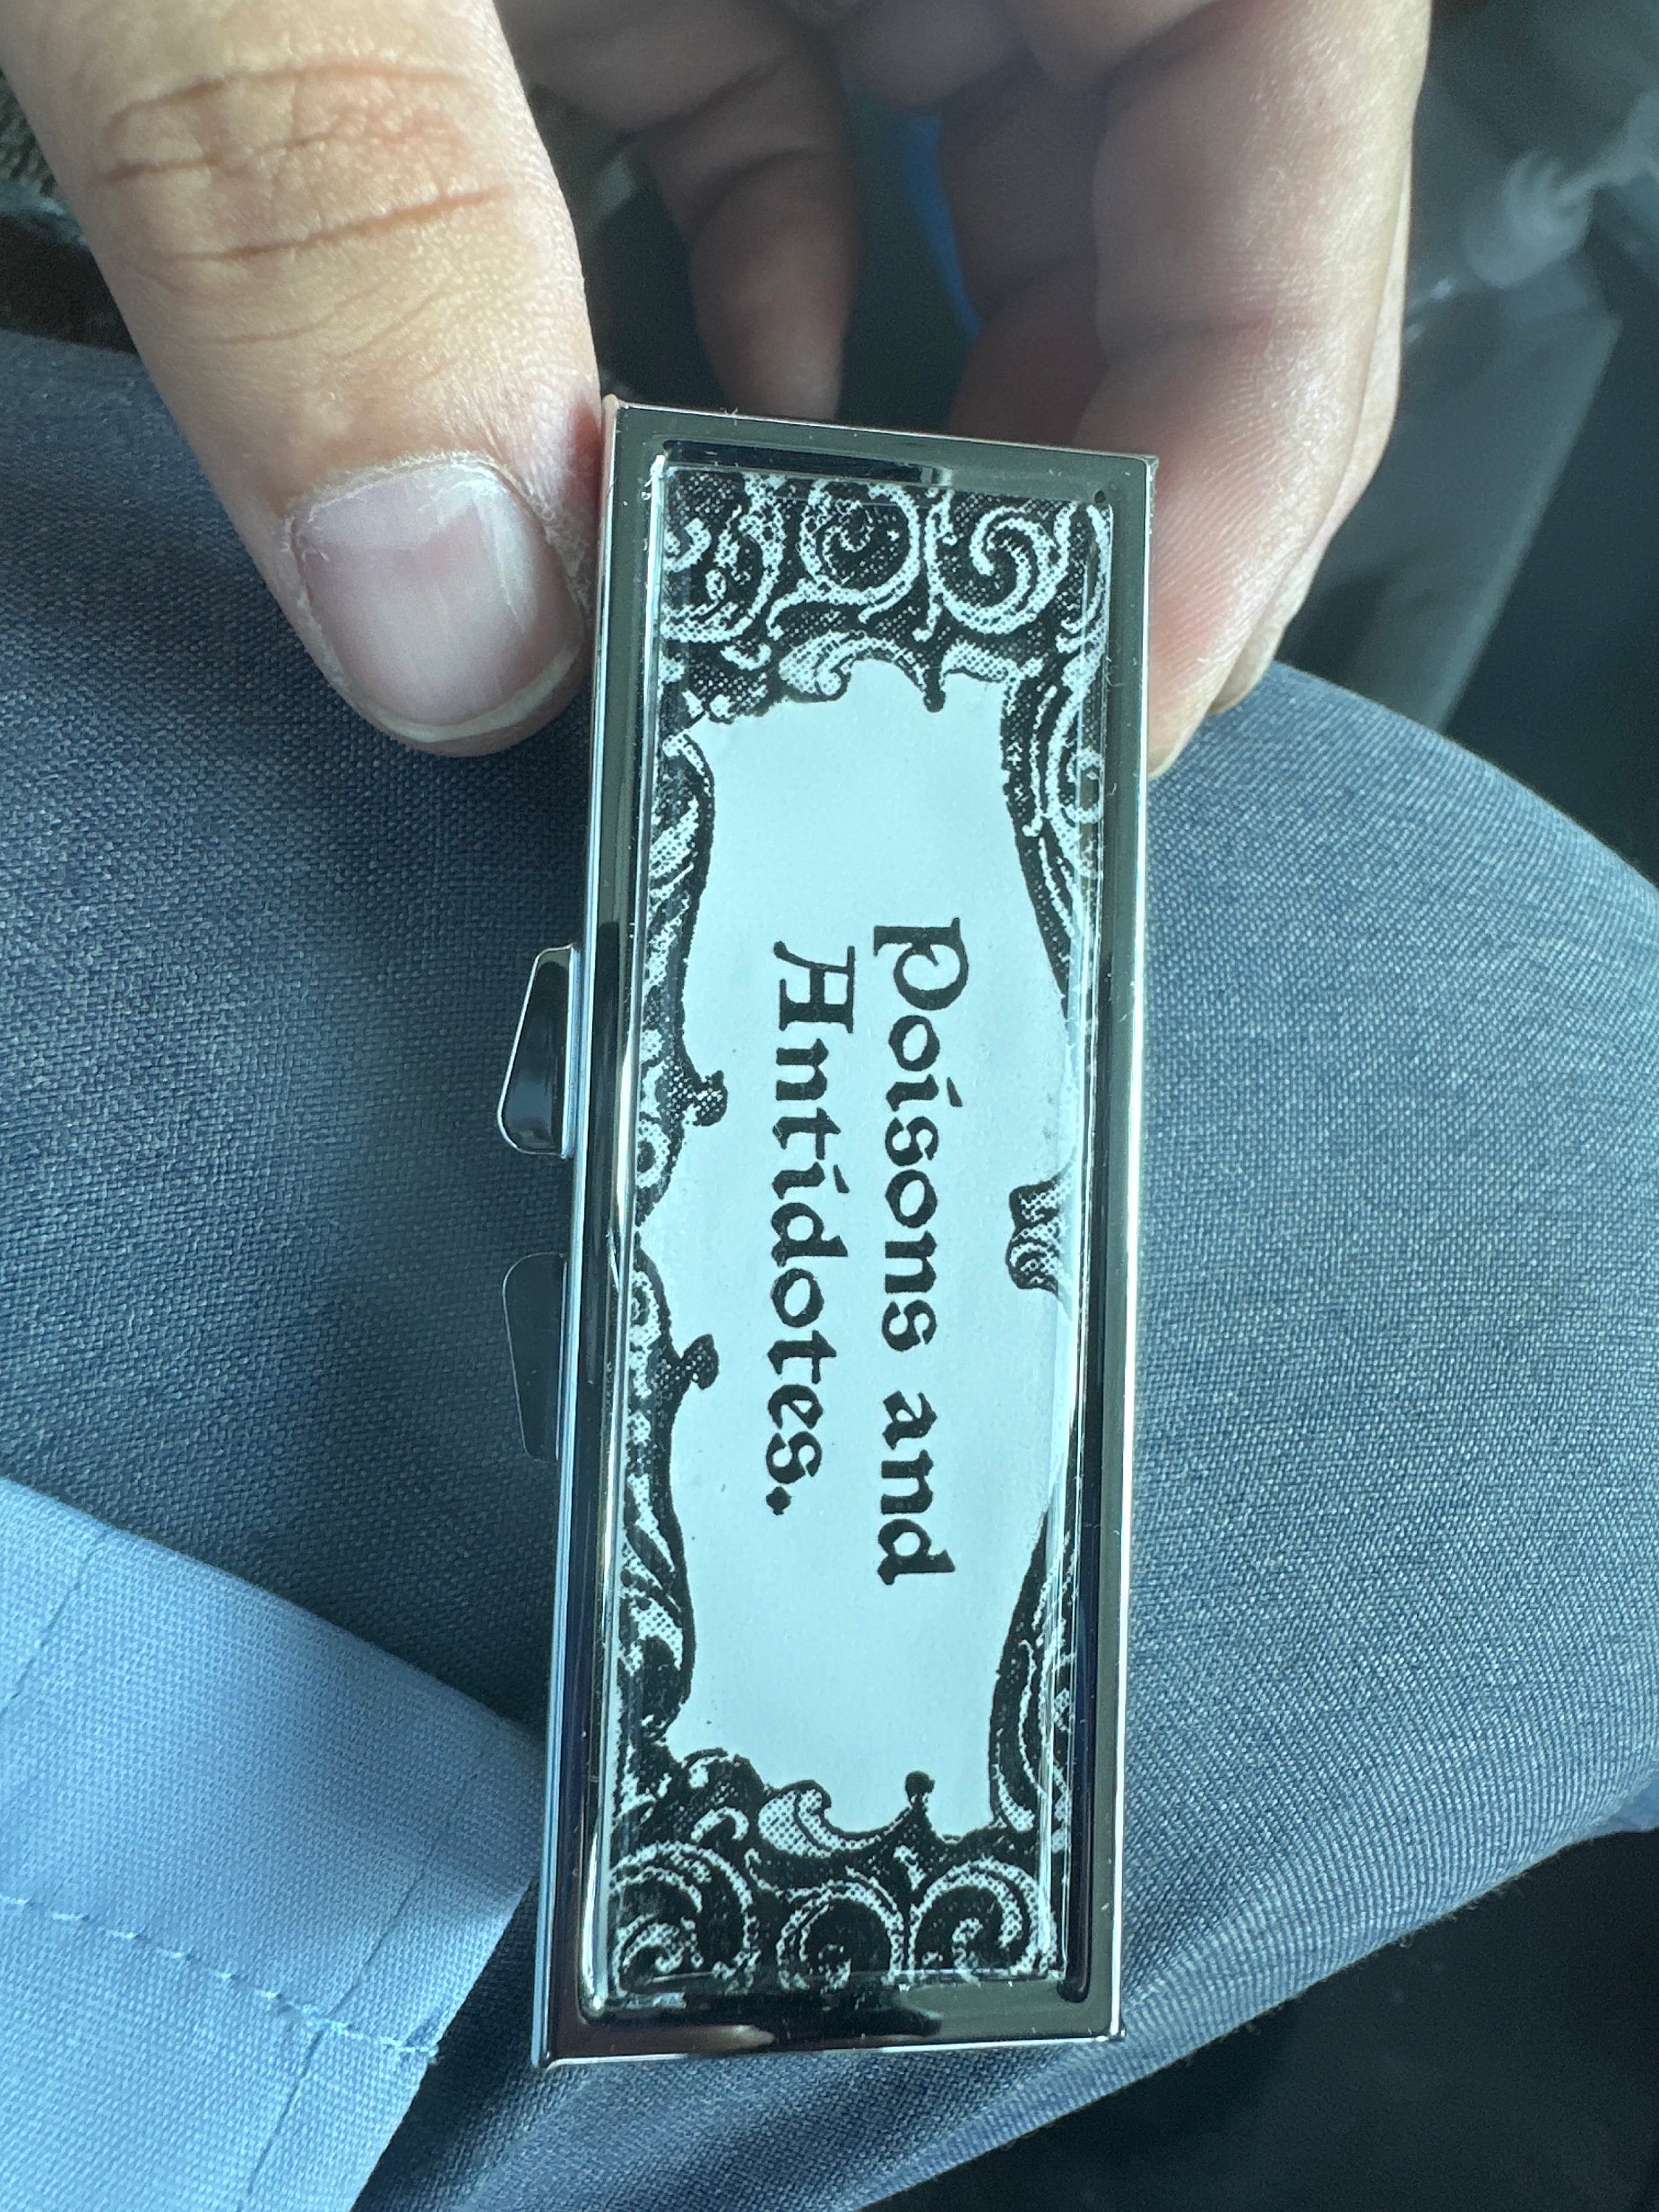 Poisons and
Antidotes.